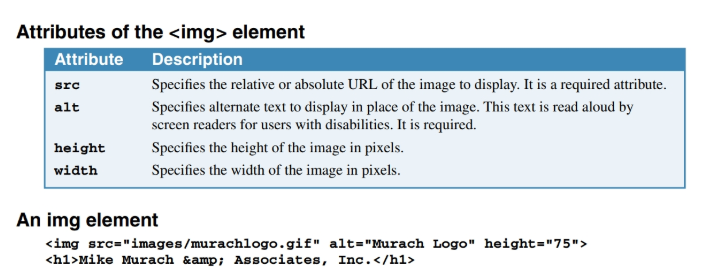 Attributes of the <img> element
Attribute Description
src Specifies the relative or absolute URL of the image to display. It is a required attribute.
alt Specifies alternate text to display in place of the image. This text is read aloud by
screen readers for users with disabilities. It is required.
height Specifies the height of the image in pixels.
width Specifies the width of the image in pixels.
An img element
<img src="images/murachlogo.gif" alt="Murach Logo" height="75">
<h1>Mike Murach &amp; Associates, Inc.</h1>